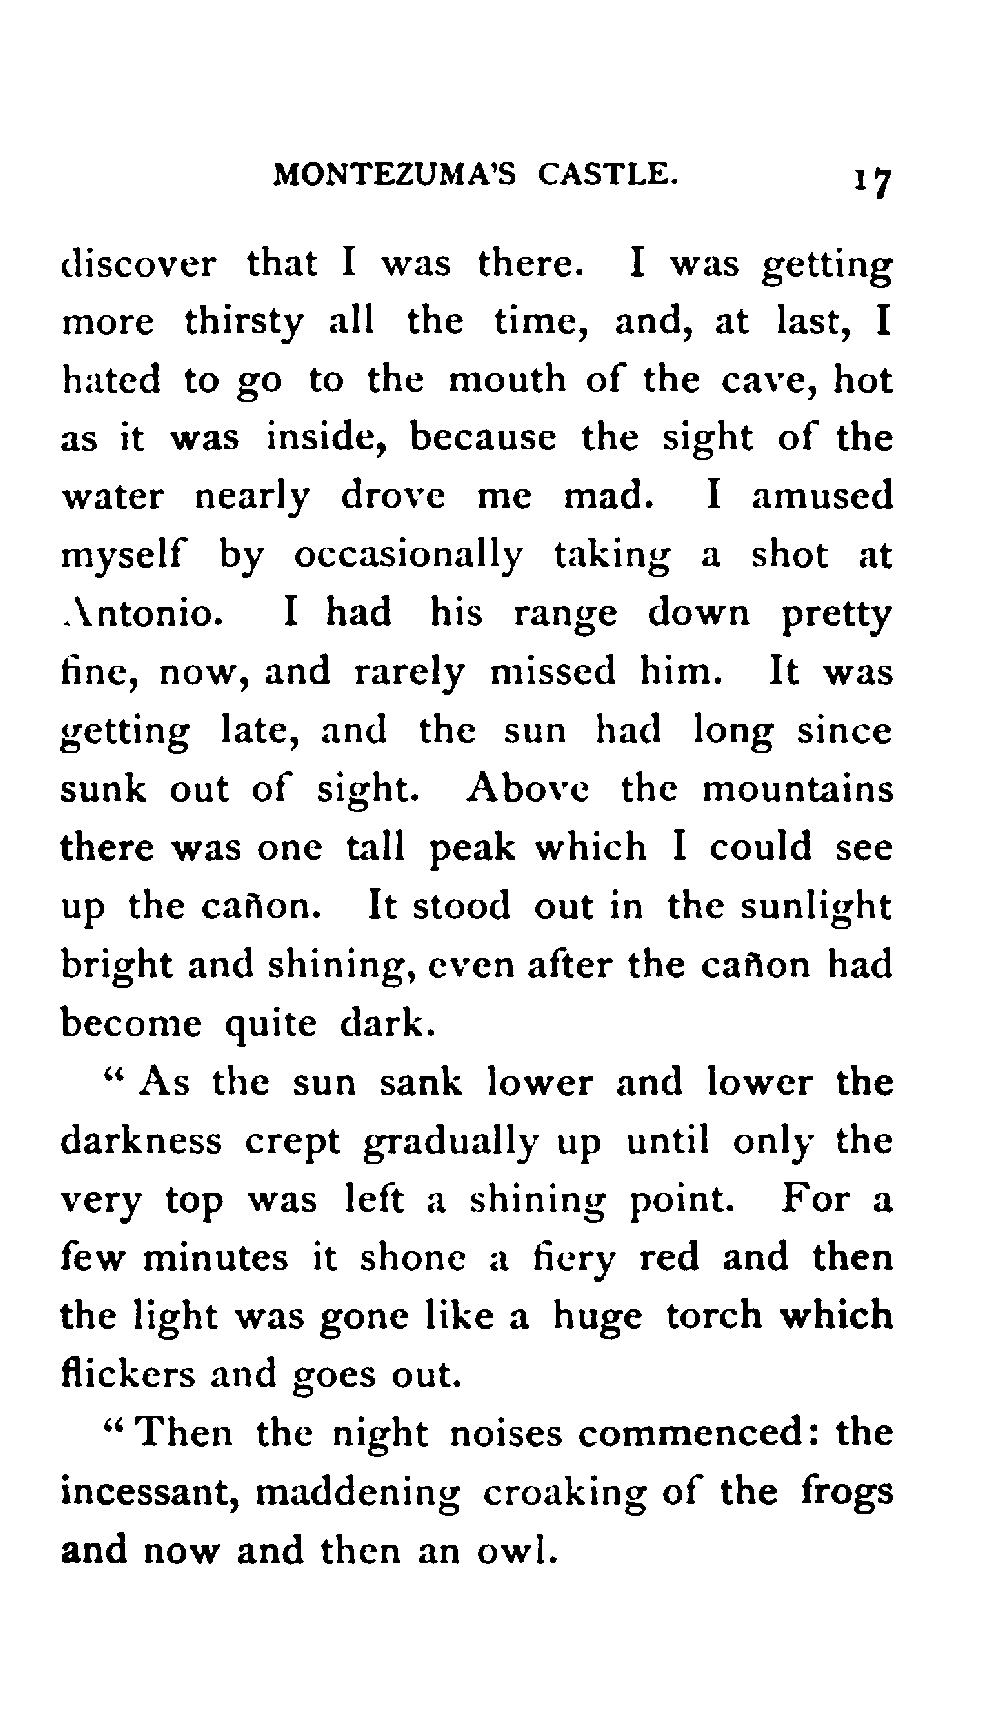 MONTEZUMA'S CASTLE. 17
discover that I was there. I was getting
more thirsty all the time, and, at last, I
hated to go to the mouth of the cave, hot
as it was inside, because the sight of the
water nearly drove me mad. I amused
myself by occasionally taking a shot at
Antonio. I had his range down pretty
fine, now, and rarely missed him. It was
getting late, and the sun had long since
sunk out of sight. Above the mountains
there was one tall peak which I could see
up the cañon. It stood out in the sunlight
bright and shining, even after the cañon had
become quite dark.
" As the sun sank lower and lower the
darkness crept gradually up until only the
very top was left a shining point. For a
few minutes it shone a fiery red and then
the light was gone like a huge torch which
flickers and goes out.
" Then the night noises commenced: the
incessant, maddening croaking of the frogs
and now and then an owl.